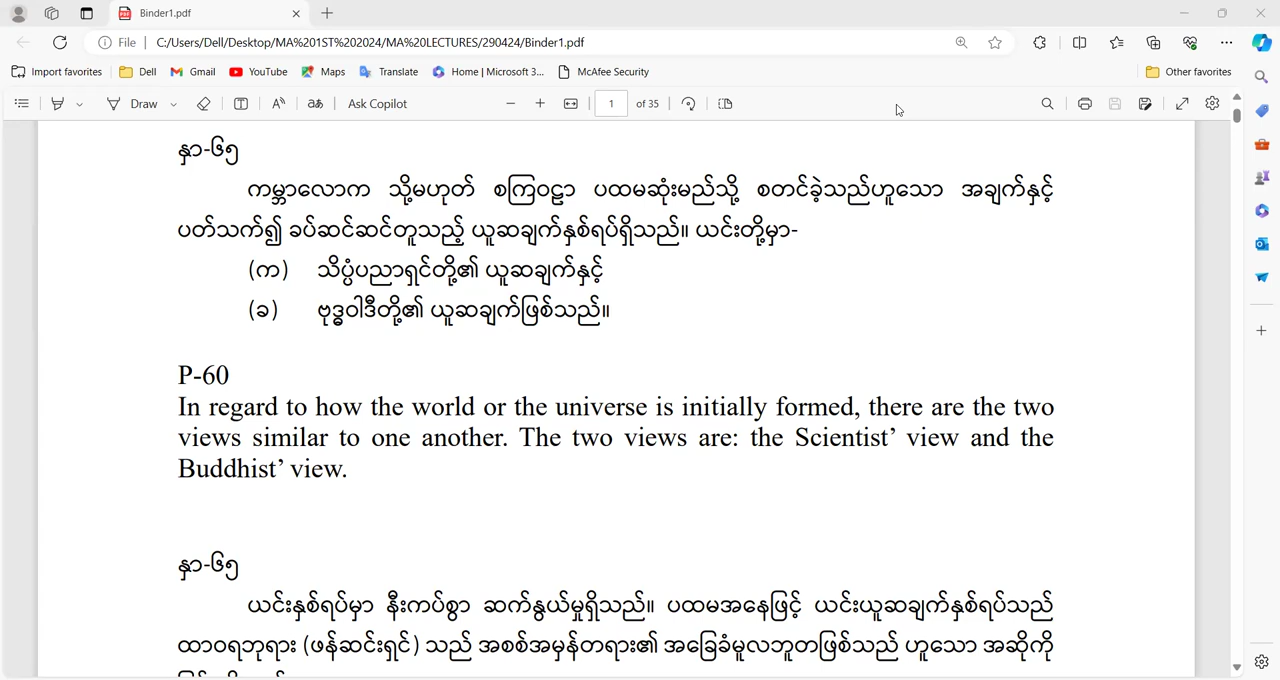 Binder1.pdf
File
C:/Users/Dell/Desktop/MA%201ST%202024/MA%20LECTURES/290424/Binder1.pdf
Import favorites Dell Gmail YouTube Maps Translate Home | Microsoft 3... McAfee Security Other favorites
Draw aあ Ask Copilot 1 of 35
နှာ-၆၅
ကမ္ဘာလောက သို့မဟုတ် စကြဝဠာ ပထမဆုံးမည်သို့ စတင်ခဲ့သည်ဟူသော အချက်နှင့်
ပတ်သက်၍ ခပ်ဆင်ဆင်တူသည့် ယူဆချက်နှစ်ရပ်ရှိသည်။ ယင်းတို့မှာ-
(က) သိပ္ပံပညာရှင်တို့၏ ယူဆချက်နှင့်
(ခ) ဗုဒ္ဓဝါဒီတို့၏ ယူဆချက်ဖြစ်သည်။
P-60
In regard to how the world or the universe is initially formed, there are the two
views similar to one another. The two views are: the Scientist’ view and the
Buddhist’ view.
နှာ-၆၅
ယင်းနှစ်ရပ်မှာ နီးကပ်စွာ ဆက်နွယ်မှုရှိသည်။ ပထမအနေဖြင့် ယင်းယူဆချက်နှစ်ရပ်သည်
ထာဝရဘုရား (ဖန်ဆင်းရှင်) သည် အစစ်အမှန်တရား၏ အခြေခံမူလဘူတဖြစ်သည် ဟူသော အဆိုကို